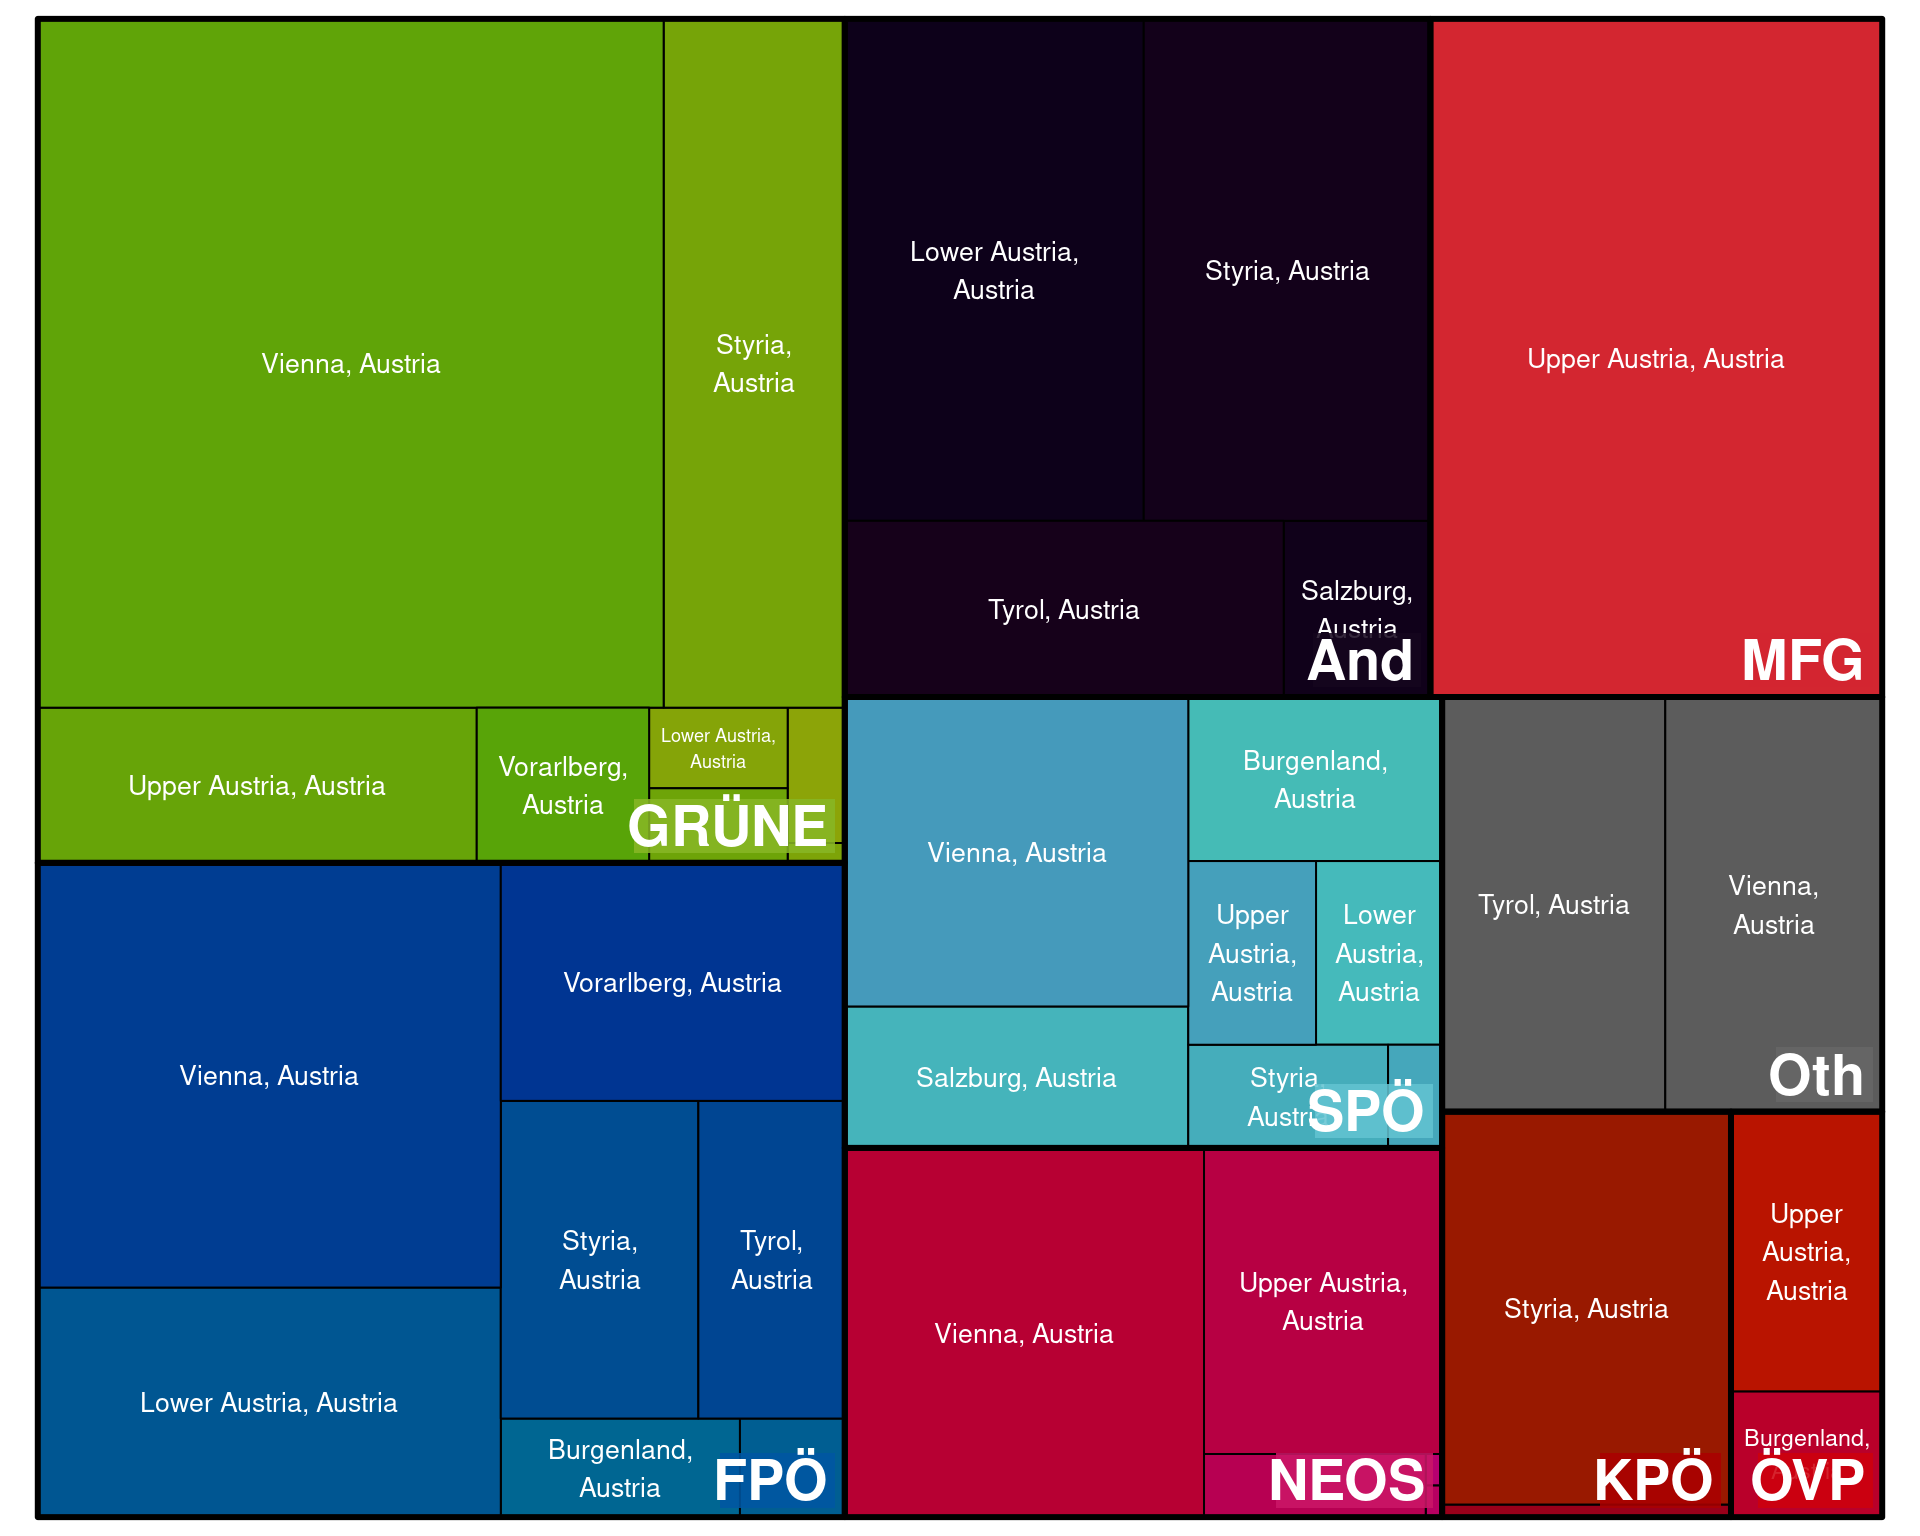 Vienna, Austria
Styria,
Austria
Upper Austria, Austria
Vorarlberg,
Austria
Lower Austria,
Austria
GRÜNE
Lower Austria,
Austria
Styria, Austria
Tyrol, Austria
Salzburg,
Austria
And
Upper Austria, Austria
MFG
Vienna, Austria
Vorarlberg, Austria
Styria,
Austria
Tyrol,
Austria
Lower Austria, Austria
Burgenland,
Austria
FPÖ
Vienna, Austria
Burgenland,
Austria
Upper
Austria,
Austria
Lower
Austria,
Austria
Salzburg, Austria
Styria,
Austria
SPÖ
Tyrol, Austria
Vienna,
Austria
Oth
Vienna, Austria
Upper Austria,
Austria
NEOS
Styria, Austria
KPÖ
Upper
Austria,
Austria
Burgenland,
ÖVP